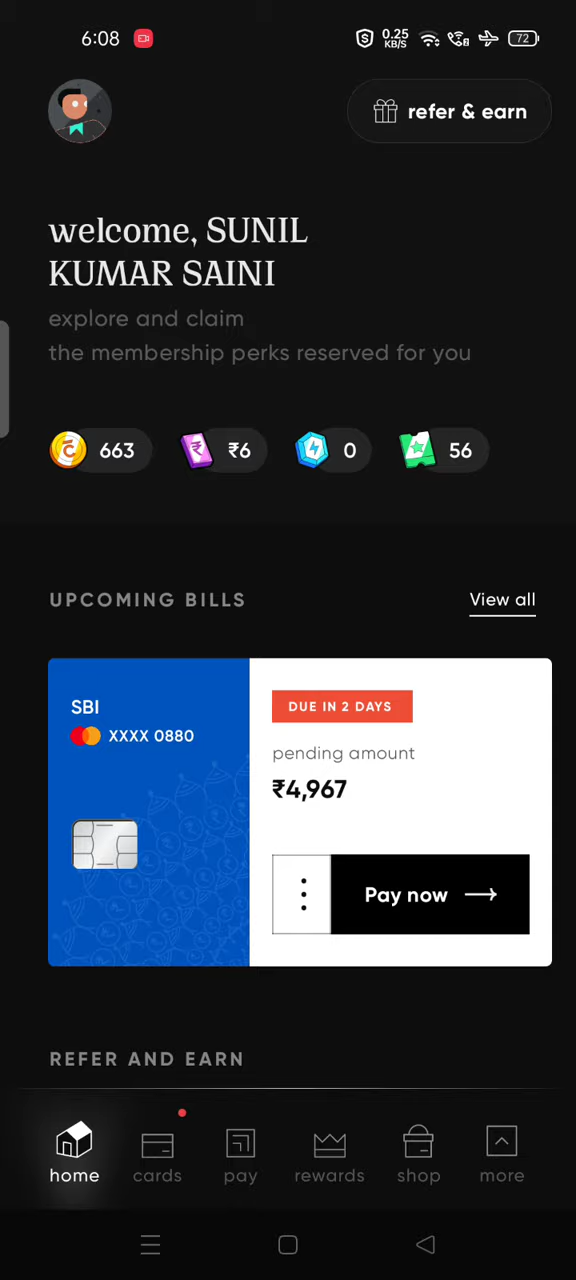 6:08
0.25
KB/S
72
refer & earn
welcome, SUNIL
KUMAR SAINI
explore and claim
the membership perks reserved for you
663
₹6
0
56
UPCOMING BILLS
View all
SBI
XXXX 0880
DUE IN 2 DAYS
pending amount
₹4,967
Pay now
REFER AND EARN
home
cards
pay
rewards
shop
more